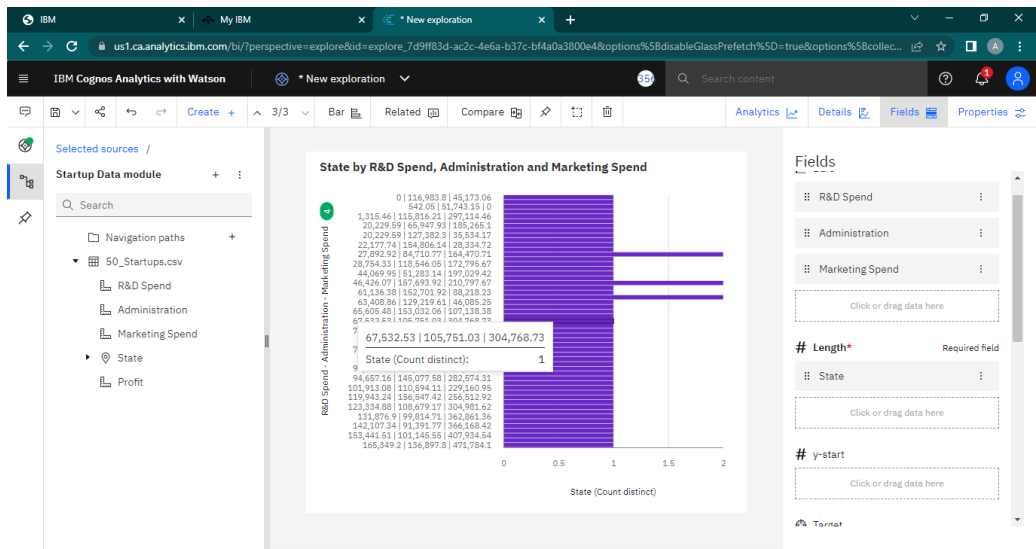 IBM
My IBM
* New exploration
us1.ca.analytics.ibm.com/bi/?perspective=explore&id=explore_7d9ff83d-ac2c-4e6a-b37c-bf4a0a3800e4&options%5BdisableGlassPrefetch%5D=true&options%5Bcollec...
A
IBM Cognos Analytics with Watson
* New exploration
Search content
1
Create +
3/3
Bar
Related
Compare
Analytics
Details
Fields
Properties
Selected sources /
Startup Data module
Search
Navigation paths
50_Startups.csv
R&D Spend
Administration
Marketing Spend
State
Profit
State by R&D Spend, Administration and Marketing Spend
4
R&D Spend - Administration - Marketing Spend
0 | 116,983.8 | 45,173.06
542.05 | 51,743.15 | 0
1,315.46 | 115,816.21 | 297,114.46
20,229.59 | 65,947.93 | 185,265.1
20,229.59 | 127,382.3 | 35,534.17
22,177.74 | 154,806.14 | 28,334.72
27,892.92 | 84,710.77 | 164,470.71
28,754.33 | 118,546.05 | 172,795.67
44,069.95 | 51,283.14 | 197,029.42
46,426.07 | 157,693.92 | 210,797.67
61,136.38 | 152,701.92 | 88,218.23
63,408.86 | 129,219.61 | 46,085.25
65,605.48 | 153,032.06 | 107,138.38
67,532.53 | 105,751.03 | 304,768.73
67,532.53 | 105,751.03 | 304,768.73
State (Count distinct): 1
94,657.16 | 145,077.58 | 282,574.31
101,913.08 | 110,594.11 | 229,160.95
119,943.24 | 156,547.42 | 256,512.92
123,334.88 | 108,679.17 | 304,981.62
131,876.9 | 99,814.71 | 362,861.36
142,107.34 | 91,391.77 | 366,168.42
153,441.51 | 101,145.55 | 407,934.54
165,349.2 | 136,897.8 | 471,784.1
0 0.5 1 1.5 2
State (Count distinct)
Fields
R&D Spend
Administration
Marketing Spend
Click or drag data here
# Length*
Required field
State
Click or drag data here
# y-start
Click or drag data here
Target